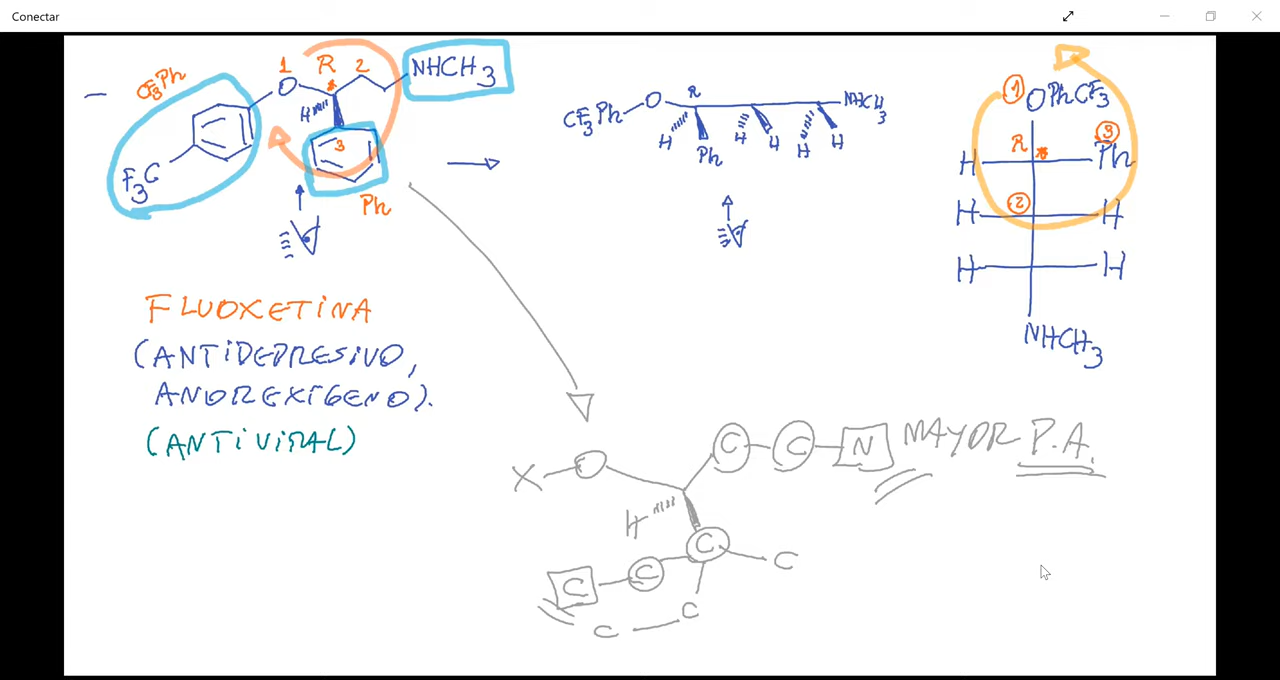 Conectar
CF3Ph
1 R 2
O * NHCH3
H
3
F3C
Ph
R
CF3Ph O NHCH3
H Ph H H H H
1 OPhCF3
R * 3
H Ph
2
H H
H H
NHCH3
FLUOXETINA
(ANTiDEPRESiVO,
ANOREXÍGENO).
(ANTiViRAL)
C C N MAYOR P.A.
X O
H
C
C C C
C
C